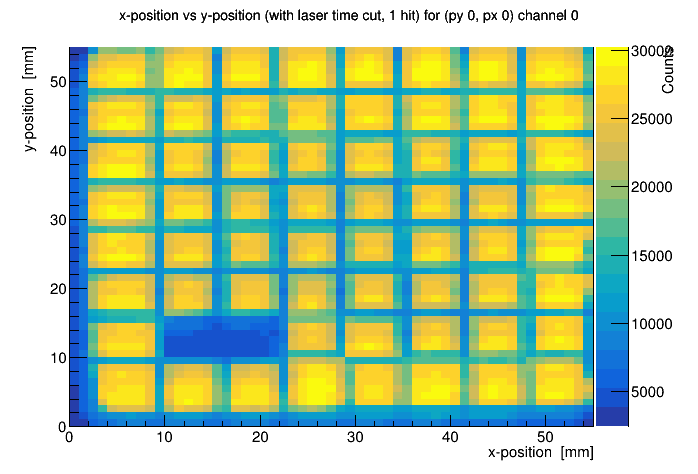 x-position vs y-position (with laser time cut, 1 hit) for (py 0, px 0) channel 0
y-position [mm]
50
40
30
20
10
0
0 10 20 30 40 50
x-position [mm]
30000
25000
20000
15000
10000
5000
Counts